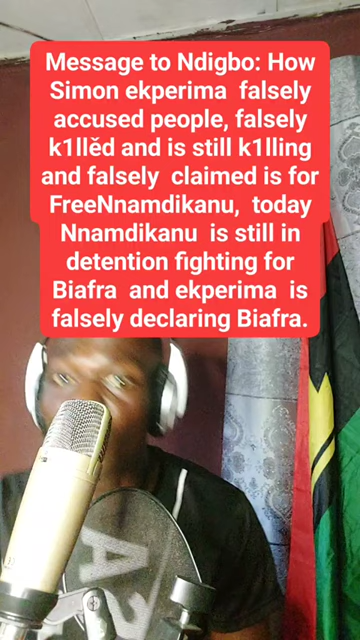 Message to Ndigbo: How
Simon ekperima falsely
accused people, falsely
k1llěd and is still k1lling
and falsely claimed is for
FreeNnamdikanu, today
Nnamdikanu is still in
detention fighting for
Biafra and ekperima is
falsely declaring Biafra.